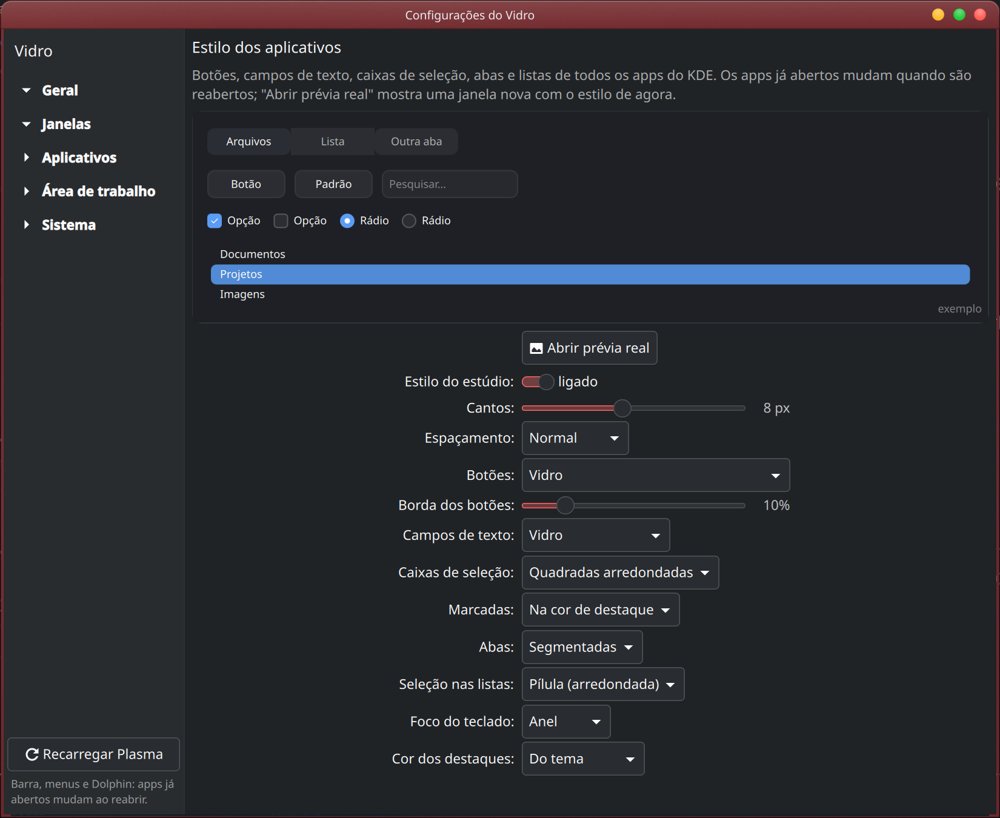 Configurações do Vidro
Vidro
Geral
Janelas
Aplicativos
Área de trabalho
Sistema
Recarregar Plasma
Barra, menus e Dolphin: apps já
abertos mudam ao reabrir.
Estilo dos aplicativos
Botões, campos de texto, caixas de seleção, abas e listas de todos os apps do KDE. Os apps já abertos mudam quando são
reabertos; "Abrir prévia real" mostra uma janela nova com o estilo de agora.
Arquivos Lista Outra aba
Botão Padrão Pesquisar...
Opção Opção Rádio Rádio
Documentos
Projetos
Imagens
exemplo
Abrir prévia real
Estilo do estúdio: ligado
Cantos: 8 px
Espaçamento: Normal
Botões: Vidro
Borda dos botões: 10%
Campos de texto: Vidro
Caixas de seleção: Quadradas arredondadas
Marcadas: Na cor de destaque
Abas: Segmentadas
Seleção nas listas: Pílula (arredondada)
Foco do teclado: Anel
Cor dos destaques: Do tema